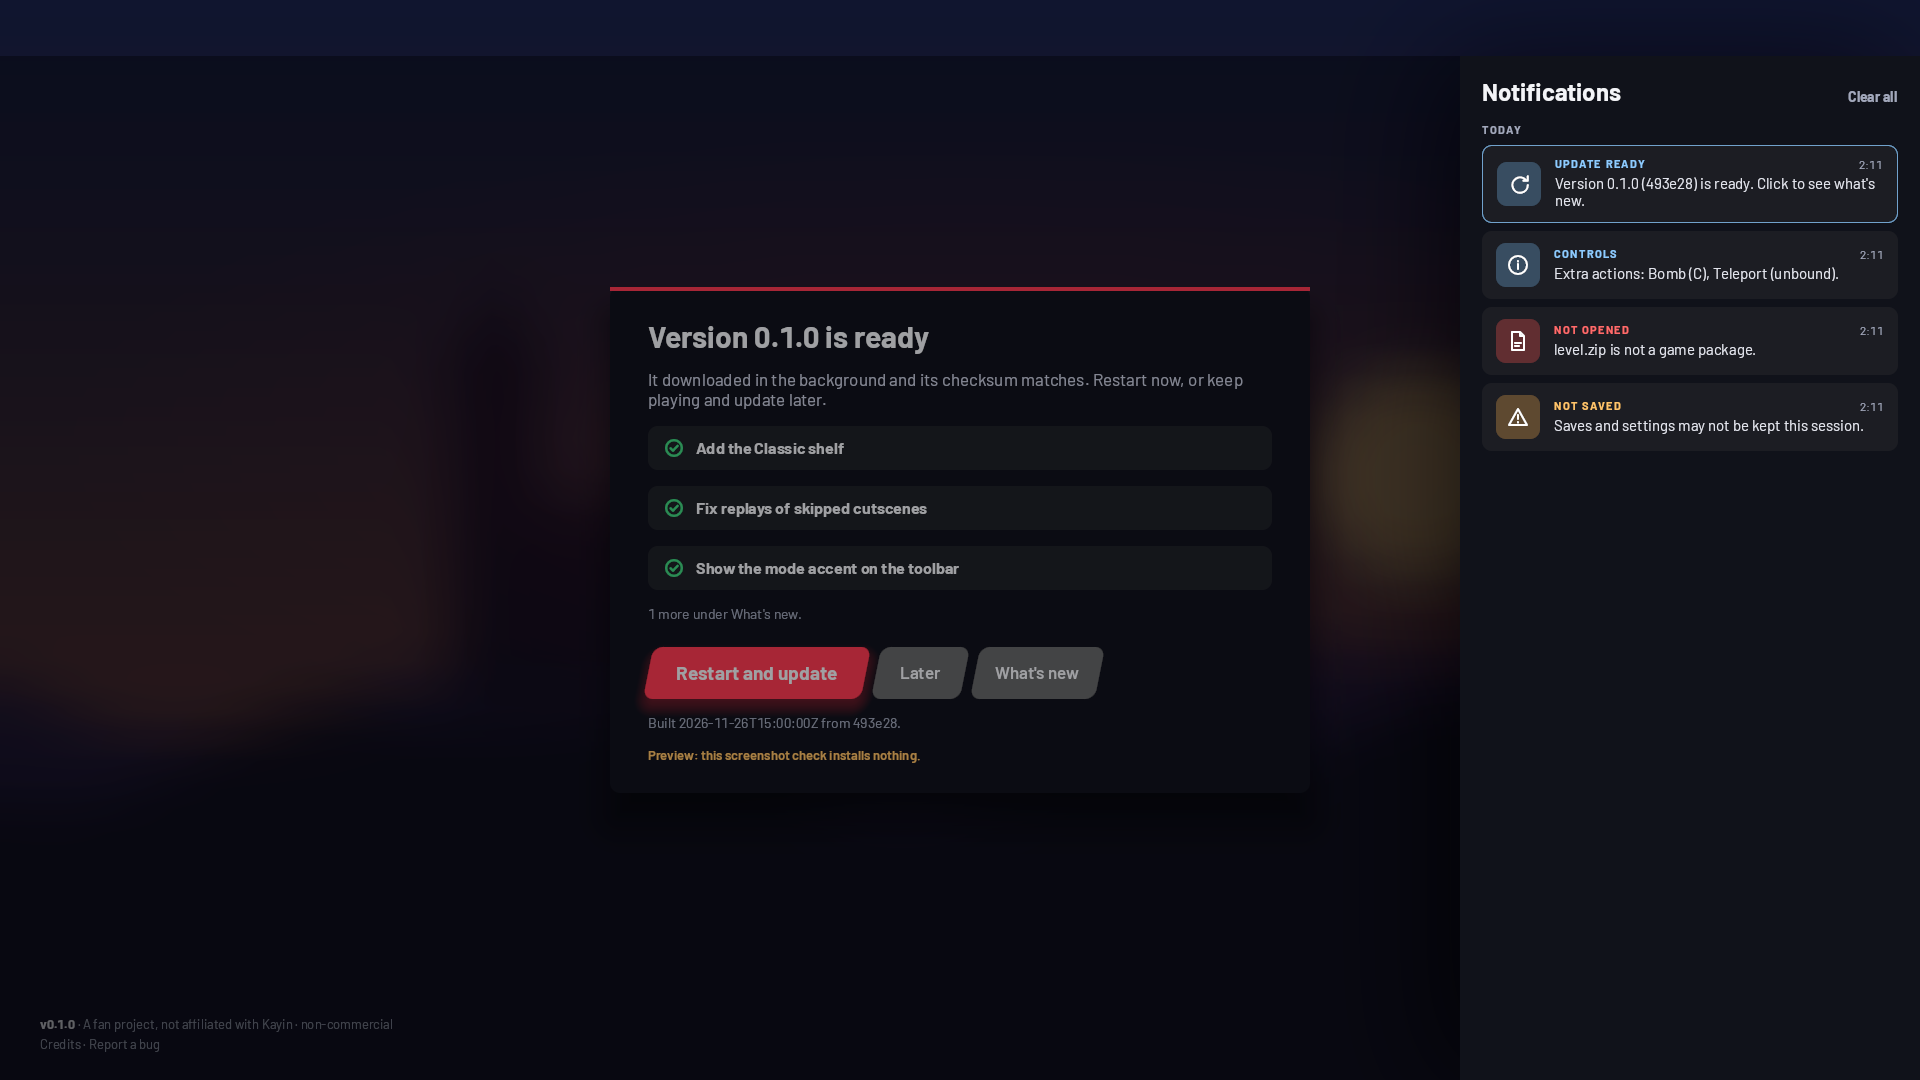 Version 0.1.0 is ready
It downloaded in the background and its checksum matches. Restart now, or keep
playing and update later.
Add the Classic shelf
Fix replays of skipped cutscenes
Show the mode accent on the toolbar
1 more under What's new.
Restart and update
Later
What's new
Built 2026-11-26T15:00:00Z from 493e28.
Preview: this screenshot check installs nothing.
v0.1.0 · A fan project, not affiliated with Kayin · non-commercial
Credits · Report a bug
Notifications
Clear all
TODAY
UPDATE READY 2:11
Version 0.1.0 (493e28) is ready. Click to see what's
new.
CONTROLS 2:11
Extra actions: Bomb (C), Teleport (unbound).
NOT OPENED 2:11
level.zip is not a game package.
NOT SAVED 2:11
Saves and settings may not be kept this session.